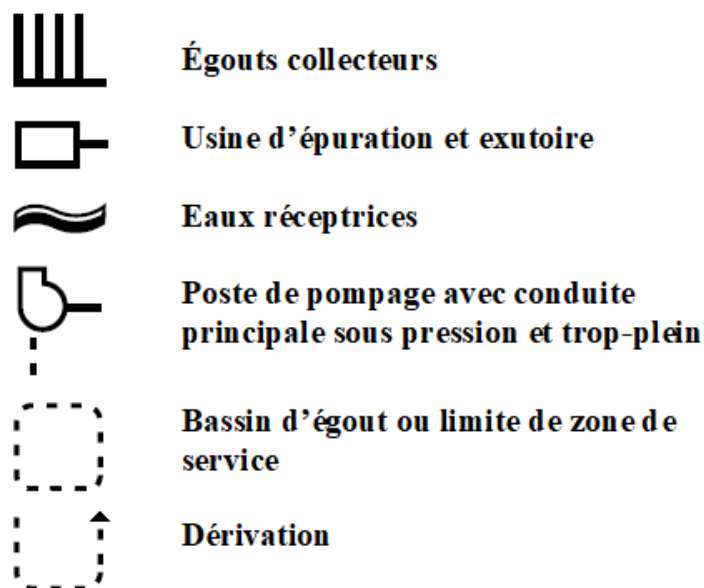 Égouts collecteurs
Usine d’épuration et exutoire
Eaux réceptrices
Poste de pompage avec conduite
principale sous pression et trop-plein
Bassin d’égout ou limite de zone de
service
Dérivation